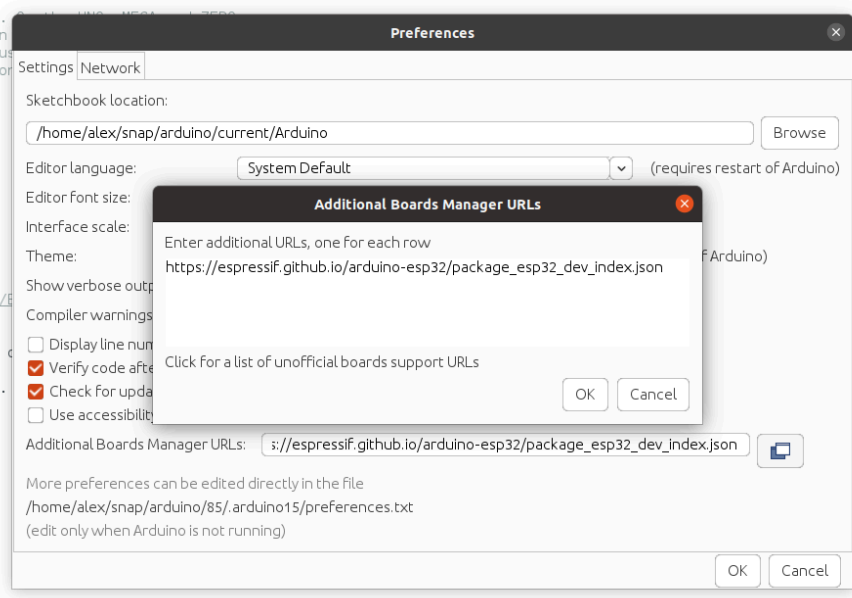 Preferences
Settings Network
Sketchbook location:
/home/alex/snap/arduino/current/Arduino Browse
Editor language: System Default (requires restart of Arduino)
Editor font size:
Interface scale:
Theme: f Arduino)
Show verbose outp
Compiler warnings
Display line num
Verify code afte
Check for upda
Use accessibility
Additional Boards Manager URLs
Enter additional URLs, one for each row
https://espressif.github.io/arduino-esp32/package_esp32_dev_index.json
Click for a list of unofficial boards support URLs
OK Cancel
Additional Boards Manager URLs: s://espressif.github.io/arduino-esp32/package_esp32_dev_index.json
More preferences can be edited directly in the file
/home/alex/snap/arduino/85/.arduino15/preferences.txt
(edit only when Arduino is not running)
OK Cancel